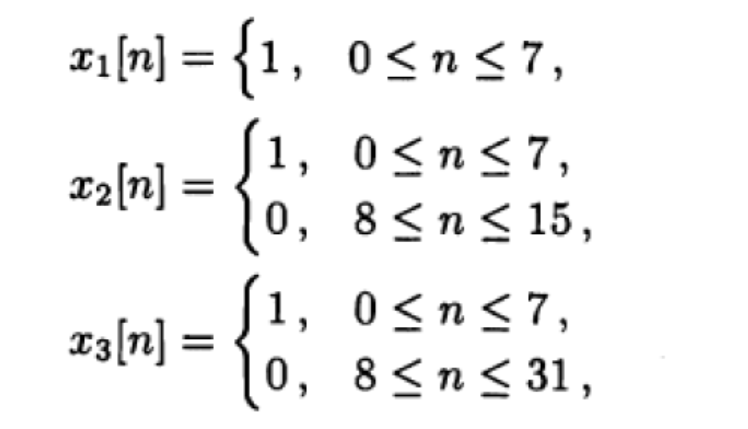 x₁[n] = {1, 0 ≤ n ≤ 7,
x₂[n] = {1, 0 ≤ n ≤ 7,
0, 8 ≤ n ≤ 15,
x₃[n] = {1, 0 ≤ n ≤ 7,
0, 8 ≤ n ≤ 31,